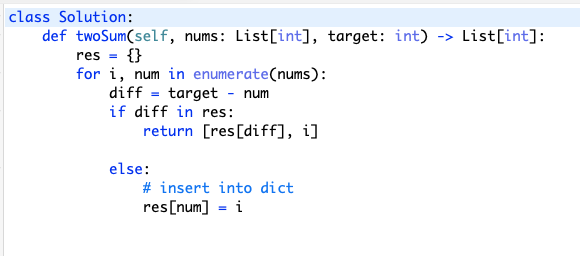 class Solution:
    def twoSum(self, nums: List[int], target: int) -> List[int]:
        res = {}
        for i, num in enumerate(nums):
            diff = target - num
            if diff in res:
                return [res[diff], i]

            else:
                # insert into dict
                res[num] = i